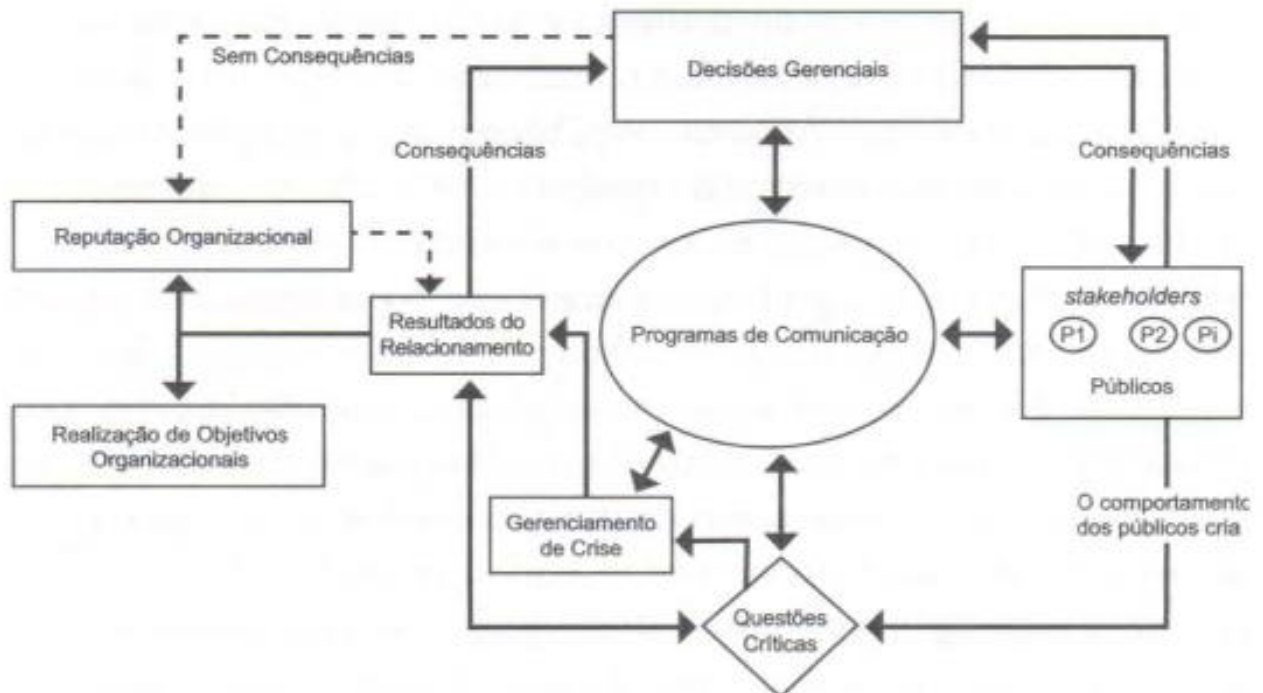 Sem Consequências
Decisões Gerenciais
Consequências
Consequências
Reputação Organizacional
stakeholders
P1 P2 Pi
Públicos
Resultados do
Relacionamento
Programas de Comunicação
Realização de Objetivos
Organizacionais
O comportamento
dos públicos cria
Gerenciamento
de Crise
Questões
Críticas